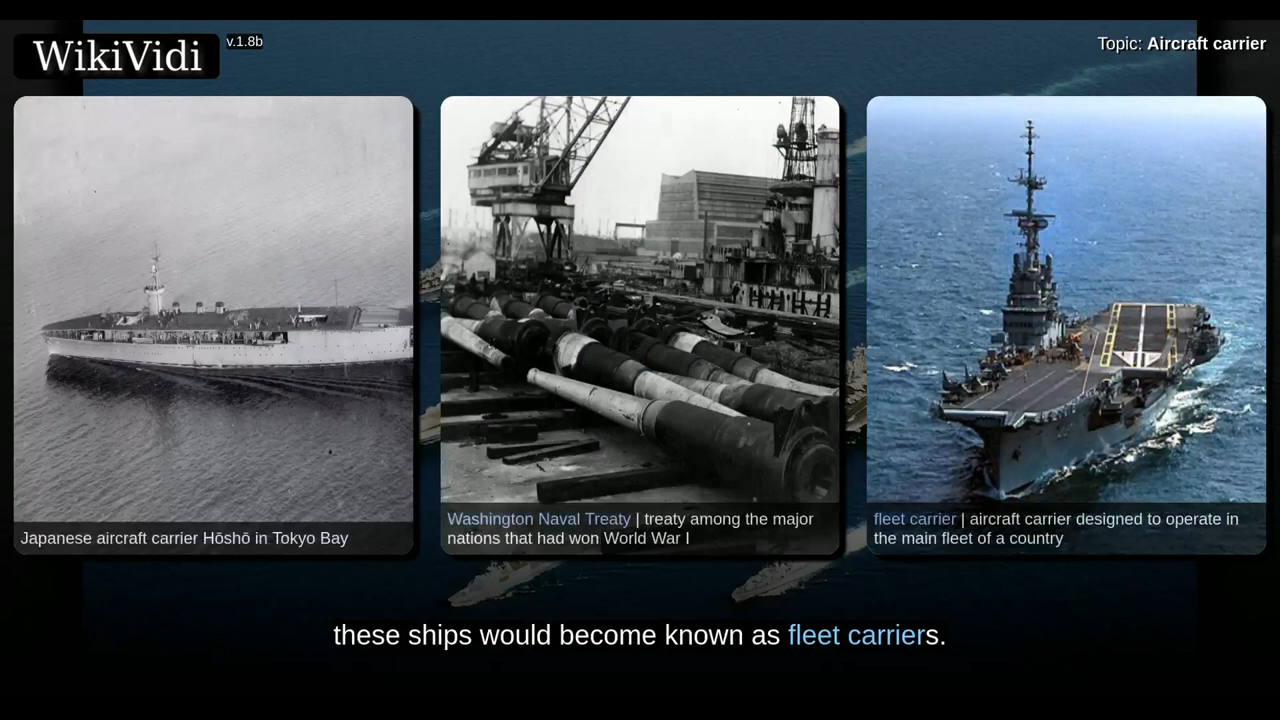 WikiVidi
v.1.8b
Topic: Aircraft carrier
Japanese aircraft carrier Hōshō in Tokyo Bay
Washington Naval Treaty | treaty among the major
nations that had won World War I
fleet carrier | aircraft carrier designed to operate in
the main fleet of a country
these ships would become known as fleet carriers.